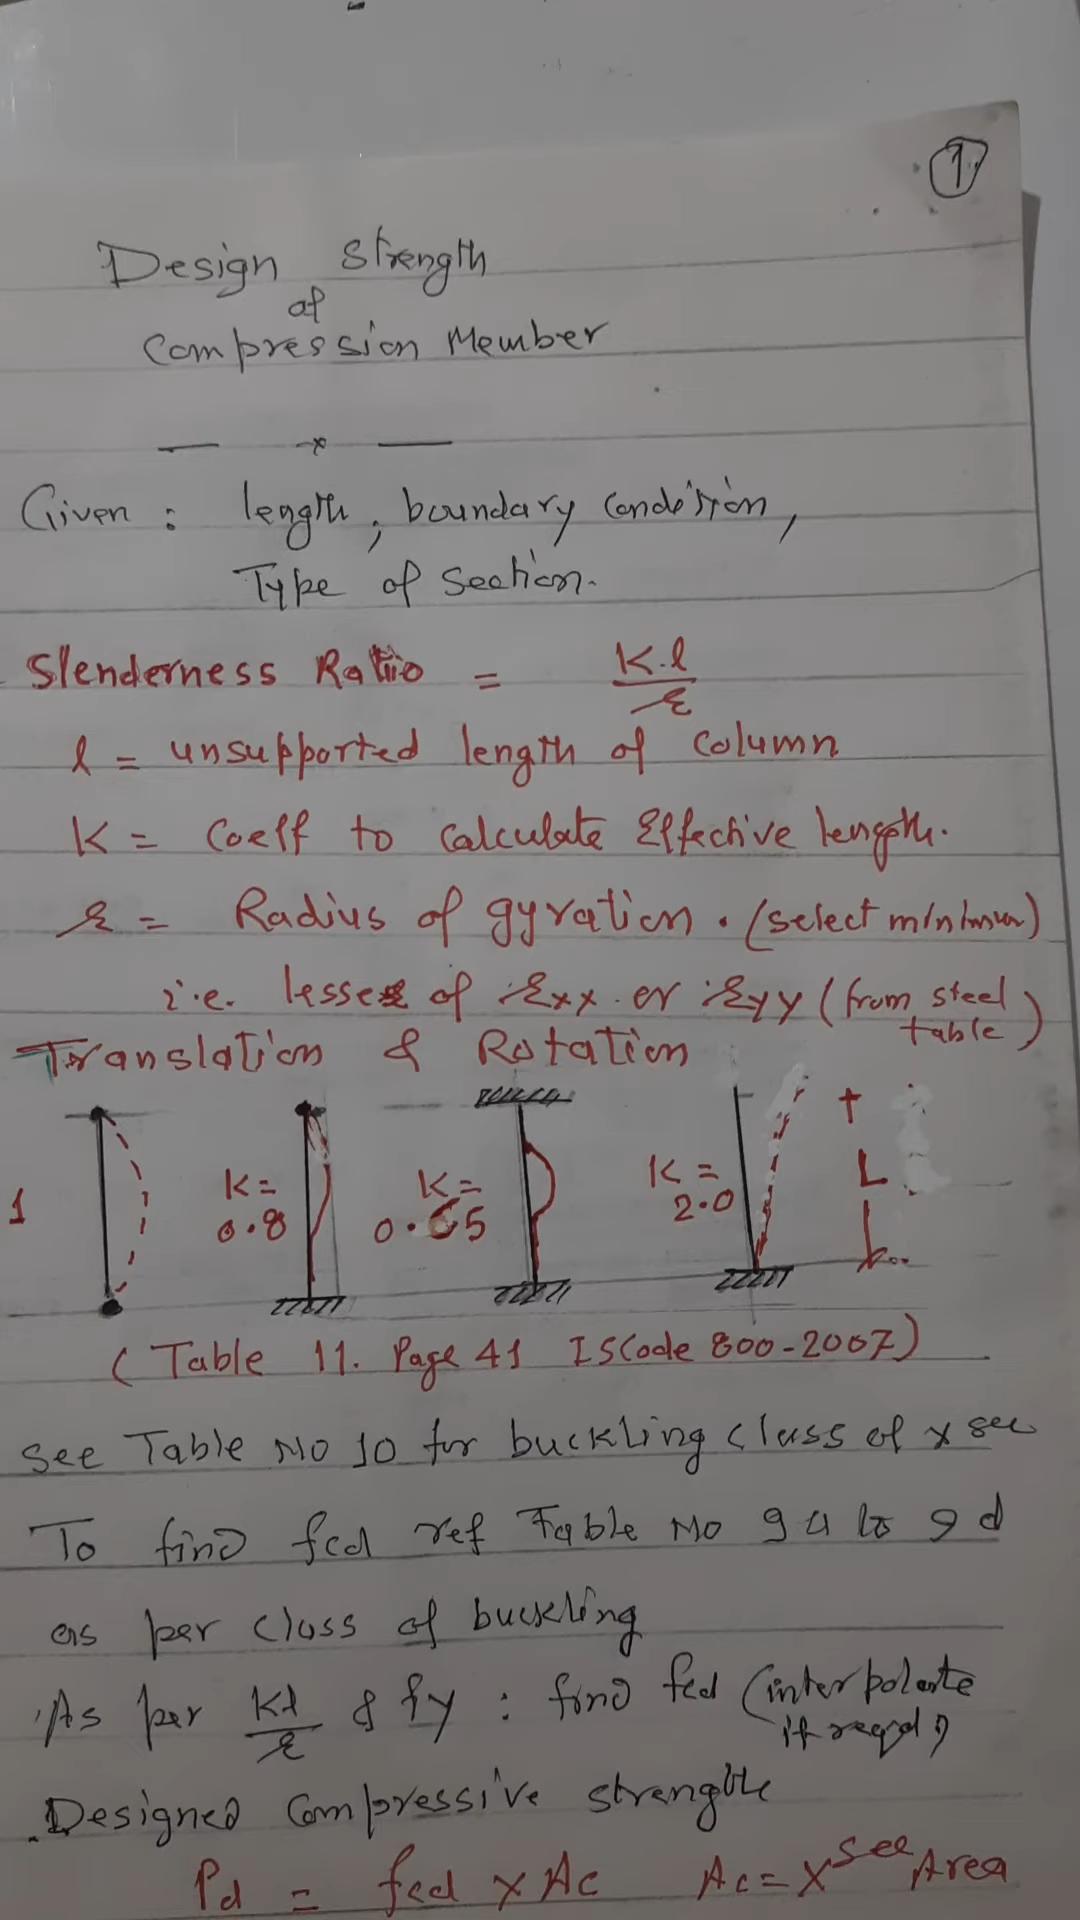 1
Design Strength
of
Compression Member
Given : length, boundary condition,
Type of Section.
Slenderness Ratio = K.l / r
l = unsupported length of column
K = Coeff to calculate Effective length.
r = Radius of gyration. (select minimum)
i.e. lesser of rxx or ryy (from steel table)
Translation & Rotation
1 K= 0.8 K= 0.65 K= 2.0
(Table 11. Page 41 IS Code 800-2007)
See Table No 10 for buckling class of x sec
To find fcd ref Table No 9 a to 9 d
as per class of buckling
As per Kl / r & fy : find fcd (interpolate if reqd)
Designed Compressive strength
Pd = fcd x Ac Ac = x sec Area